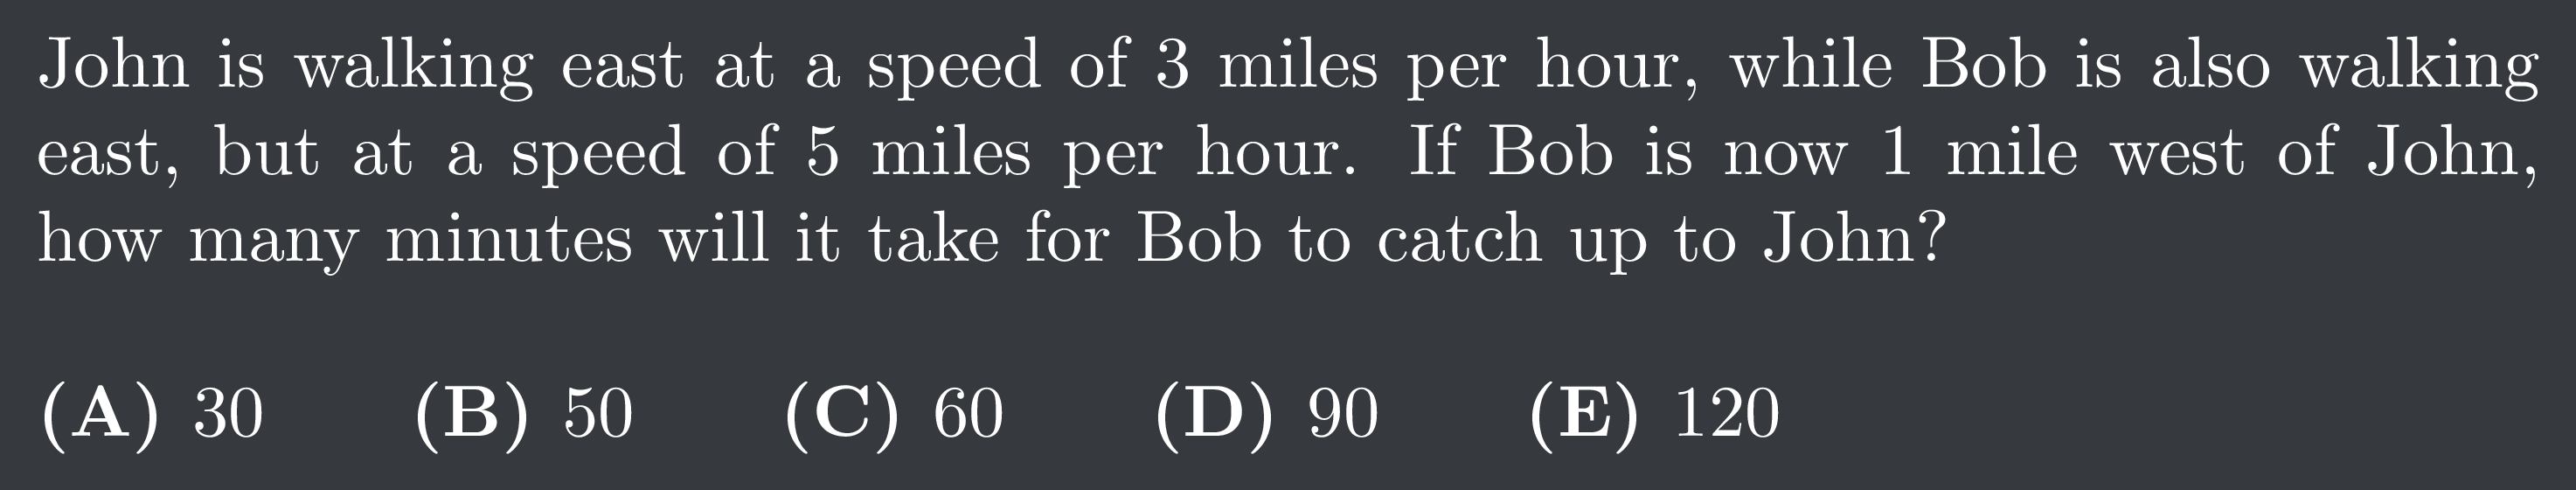 John is walking east at a speed of 3 miles per hour, while Bob is also walking
east, but at a speed of 5 miles per hour. If Bob is now 1 mile west of John,
how many minutes will it take for Bob to catch up to John?
(A) 30 (B) 50 (C) 60 (D) 90 (E) 120